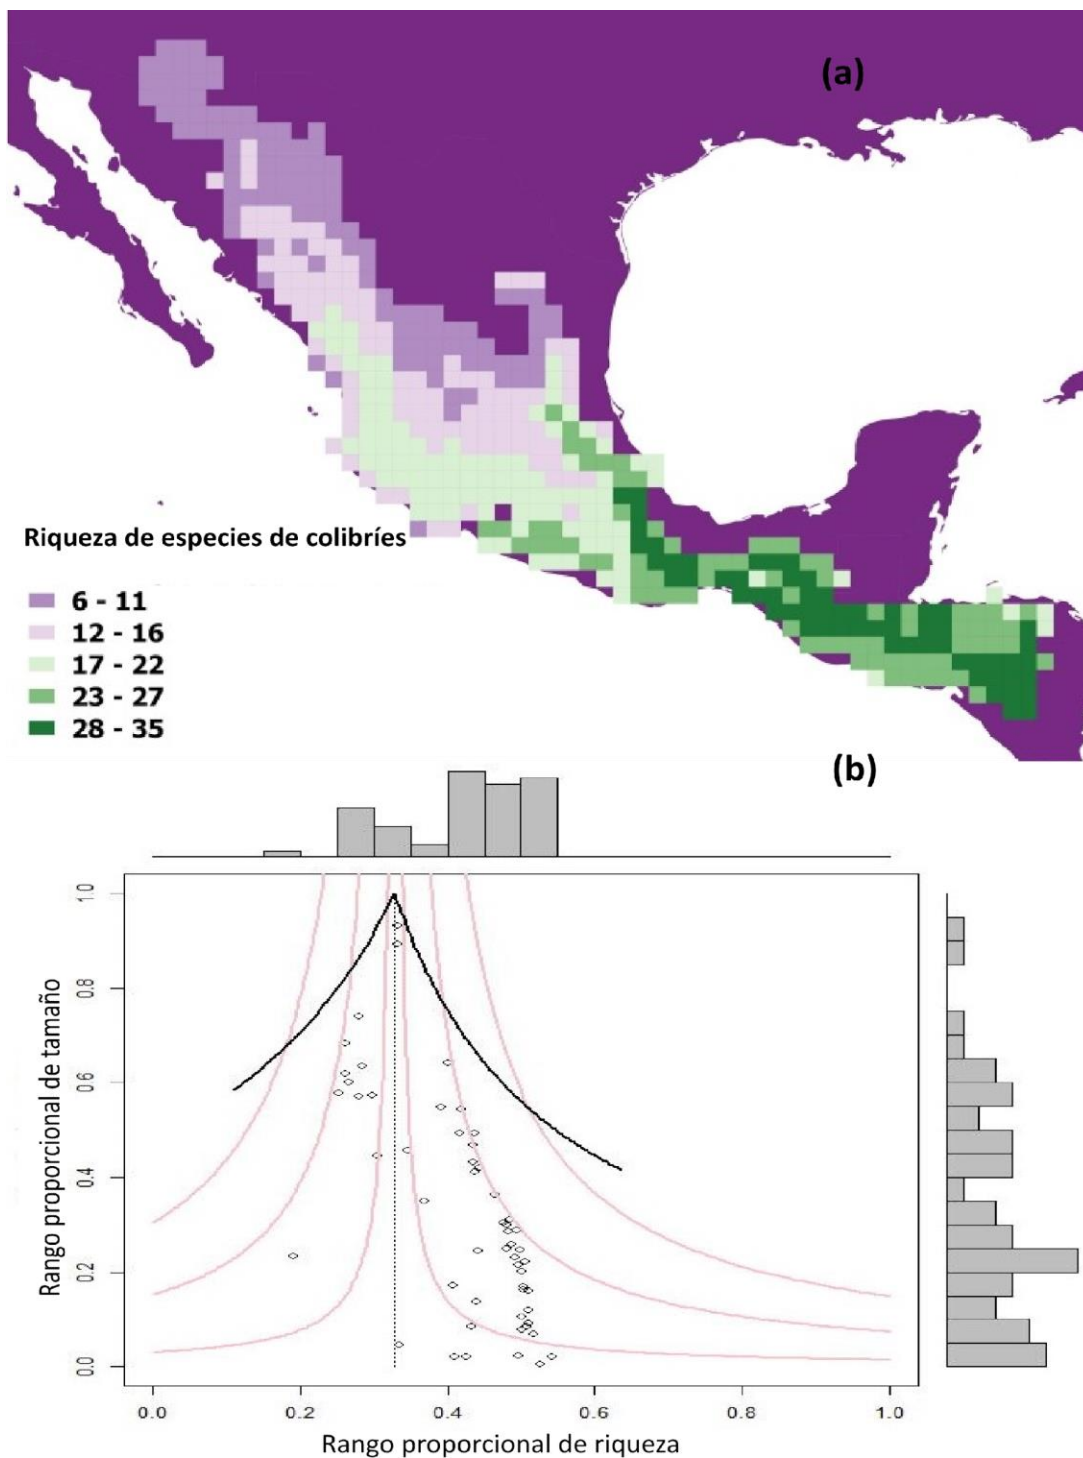 (a)
Riqueza de especies de colibríes
6 - 11
12 - 16
17 - 22
23 - 27
28 - 35
(b)
1.0
0.8
0.6
0.4
0.2
0.0
Rango proporcional de tamaño
0.0 0.2 0.4 0.6 0.8 1.0
Rango proporcional de riqueza